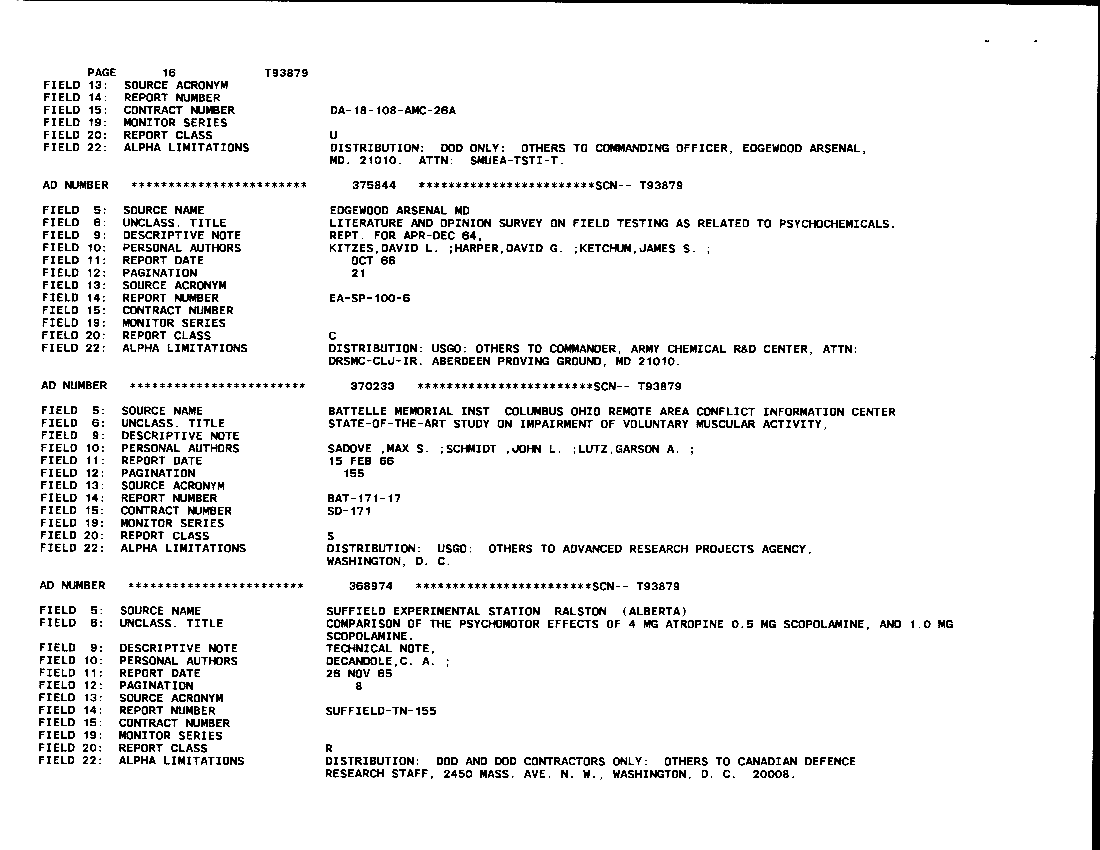 PAGE 16 T93879
FIELD 13: SOURCE ACRONYM
FIELD 14: REPORT NUMBER
FIELD 15: CONTRACT NUMBER DA-18-108-AMC-26A
FIELD 19: MONITOR SERIES
FIELD 20: REPORT CLASS U
FIELD 22: ALPHA LIMITATIONS DISTRIBUTION: DOD ONLY: OTHERS TO COMMANDING OFFICER, EDGEWOOD ARSENAL,
MD. 21010. ATTN: SMUEA-TSTI-T.
AD NUMBER ************************ 375844 ************************SCN-- T93879
FIELD 5: SOURCE NAME EDGEWOOD ARSENAL MD
FIELD 6: UNCLASS. TITLE LITERATURE AND OPINION SURVEY ON FIELD TESTING AS RELATED TO PSYCHOCHEMICALS.
FIELD 9: DESCRIPTIVE NOTE REPT. FOR APR-DEC 64,
FIELD 10: PERSONAL AUTHORS KITZES,DAVID L. ;HARPER,DAVID G. ;KETCHUM,JAMES S. ;
FIELD 11: REPORT DATE OCT 66
FIELD 12: PAGINATION 21
FIELD 13: SOURCE ACRONYM
FIELD 14: REPORT NUMBER EA-SP-100-6
FIELD 15: CONTRACT NUMBER
FIELD 19: MONITOR SERIES
FIELD 20: REPORT CLASS C
FIELD 22: ALPHA LIMITATIONS DISTRIBUTION: USGO: OTHERS TO COMMANDER, ARMY CHEMICAL R&D CENTER, ATTN:
DRSMC-CLJ-IR. ABERDEEN PROVING GROUND, MD 21010.
AD NUMBER ************************ 370233 ************************SCN-- T93879
FIELD 5: SOURCE NAME BATTELLE MEMORIAL INST COLUMBUS OHIO REMOTE AREA CONFLICT INFORMATION CENTER
FIELD 6: UNCLASS. TITLE STATE-OF-THE-ART STUDY ON IMPAIRMENT OF VOLUNTARY MUSCULAR ACTIVITY,
FIELD 9: DESCRIPTIVE NOTE
FIELD 10: PERSONAL AUTHORS SADOVE ,MAX S. ;SCHMIDT ,JOHN L. ;LUTZ,GARSON A. ;
FIELD 11: REPORT DATE 15 FEB 66
FIELD 12: PAGINATION 155
FIELD 13: SOURCE ACRONYM
FIELD 14: REPORT NUMBER BAT-171-17
FIELD 15: CONTRACT NUMBER SD-171
FIELD 19: MONITOR SERIES
FIELD 20: REPORT CLASS S
FIELD 22: ALPHA LIMITATIONS DISTRIBUTION: USGO: OTHERS TO ADVANCED RESEARCH PROJECTS AGENCY,
WASHINGTON, D. C.
AD NUMBER ************************ 368974 ************************SCN-- T93879
FIELD 5: SOURCE NAME SUFFIELD EXPERIMENTAL STATION RALSTON (ALBERTA)
FIELD 6: UNCLASS. TITLE COMPARISON OF THE PSYCHOMOTOR EFFECTS OF 4 MG ATROPINE 0.5 MG SCOPOLAMINE, AND 1.0 MG
SCOPOLAMINE.
FIELD 9: DESCRIPTIVE NOTE TECHNICAL NOTE,
FIELD 10: PERSONAL AUTHORS DECANDOLE,C. A. ;
FIELD 11: REPORT DATE 26 NOV 65
FIELD 12: PAGINATION 8
FIELD 13: SOURCE ACRONYM
FIELD 14: REPORT NUMBER SUFFIELD-TN-155
FIELD 15: CONTRACT NUMBER
FIELD 19: MONITOR SERIES
FIELD 20: REPORT CLASS R
FIELD 22: ALPHA LIMITATIONS DISTRIBUTION: DOD AND DOD CONTRACTORS ONLY: OTHERS TO CANADIAN DEFENCE
RESEARCH STAFF, 2450 MASS. AVE. N. W., WASHINGTON, D. C. 20008.